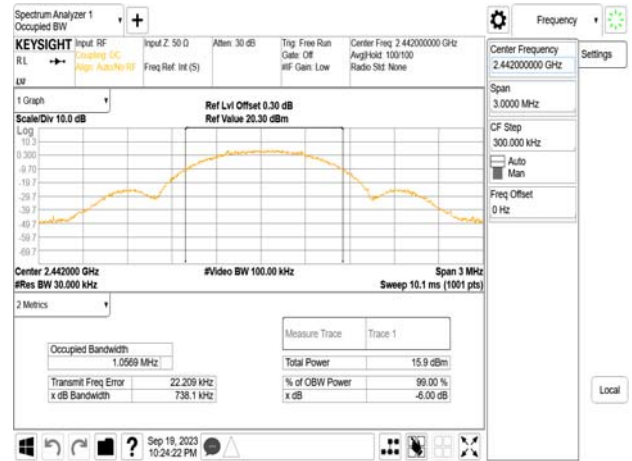 Spectrum Analyzer 1
Occupied BW
+
Frequency
KEYSIGHT
RL
Input: RF
Coupling: DC
Align: Auto/No RF
Input Z: 50 Ω
Freq Ref: Int (S)
Atten: 30 dB
Trig: Free Run
Gate: Off
#IF Gain: Low
Center Freq: 2.442000000 GHz
Avg|Hold: 100/100
Radio Std: None
LV
Center Frequency
2.442000000 GHz
Settings
Span
3.0000 MHz
CF Step
300.000 kHz
Auto
Man
Freq Offset
0 Hz
Local
1 Graph
Scale/Div 10.0 dB
Ref Lvl Offset 0.30 dB
Ref Value 20.30 dBm
Log
10.3
0.300
-9.70
-19.7
-29.7
-39.7
-49.7
-59.7
-69.7
Center 2.442000 GHz
#Video BW 100.00 kHz
Span 3 MHz
#Res BW 30.000 kHz
Sweep 10.1 ms (1001 pts)
2 Metrics
Measure Trace
Trace 1
Occupied Bandwidth
1.0569 MHz
Total Power
15.9 dBm
Transmit Freq Error
22.209 kHz
% of OBW Power
99.00 %
x dB Bandwidth
738.1 kHz
x dB
-6.00 dB
?
Sep 19, 2023
10:24:22 PM